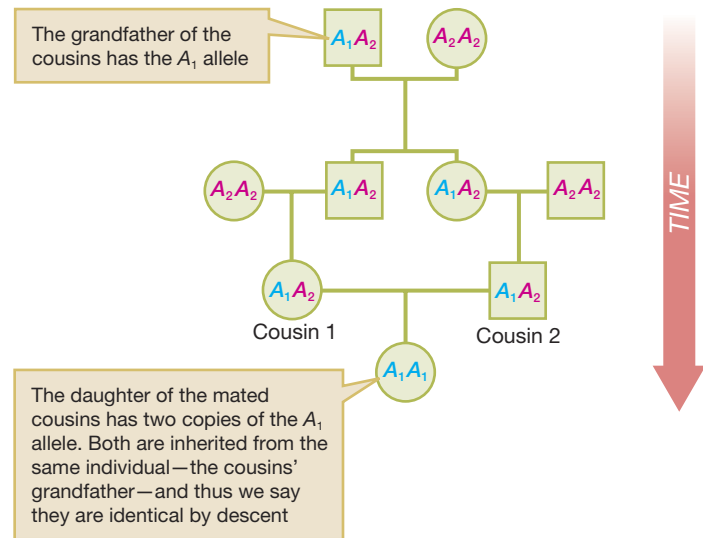 The grandfather of the
cousins has the A₁ allele
A₁A₂
A₂A₂
A₂A₂
A₁A₂
A₁A₂
A₂A₂
TIME
A₁A₂
A₁A₂
Cousin 1
Cousin 2
A₁A₁
The daughter of the mated
cousins has two copies of the A₁
allele. Both are inherited from the
same individual—the cousins’
grandfather—and thus we say
they are identical by descent